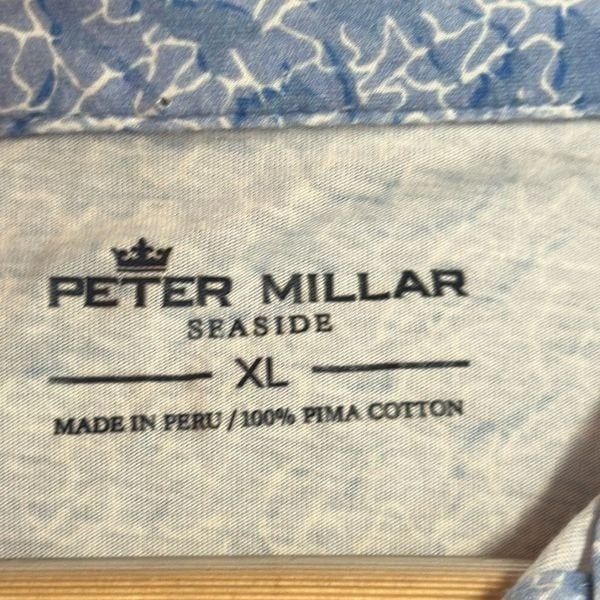 PETER MILLAR
SEASIDE
XL
MADE IN PERU / 100% PIMA COTTON